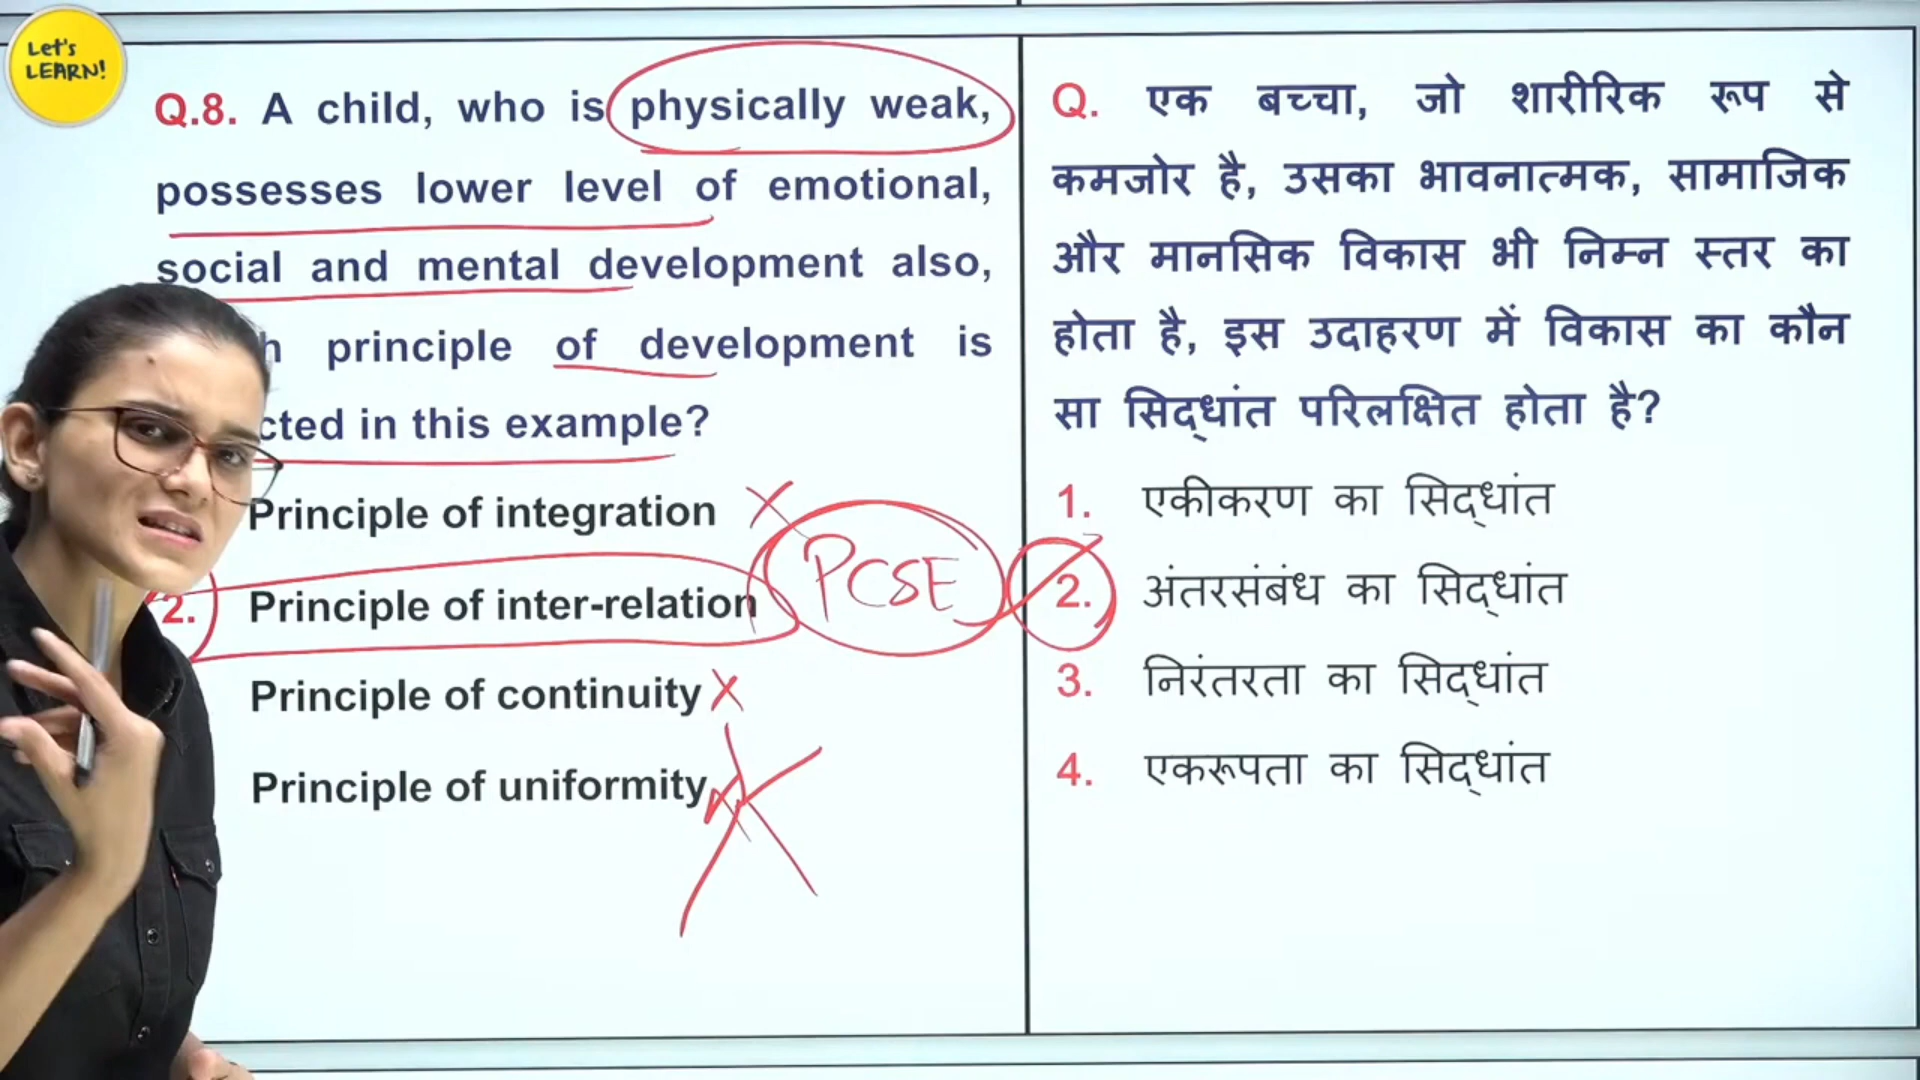 Let's
LEARN!
Q.8. A child, who is physically weak,
possesses lower level of emotional,
social and mental development also,
h principle of development is
cted in this example?
Principle of integration
2. Principle of inter-relation
Principle of continuity
Principle of uniformity
PCSE
Q. एक बच्चा, जो शारीरिक रूप से
कमजोर है, उसका भावनात्मक, सामाजिक
और मानसिक विकास भी निम्न स्तर का
होता है, इस उदाहरण में विकास का कौन
सा सिद्धांत परिलक्षित होता है?
1. एकीकरण का सिद्धांत
2. अंतरसंबंध का सिद्धांत
3. निरंतरता का सिद्धांत
4. एकरूपता का सिद्धांत